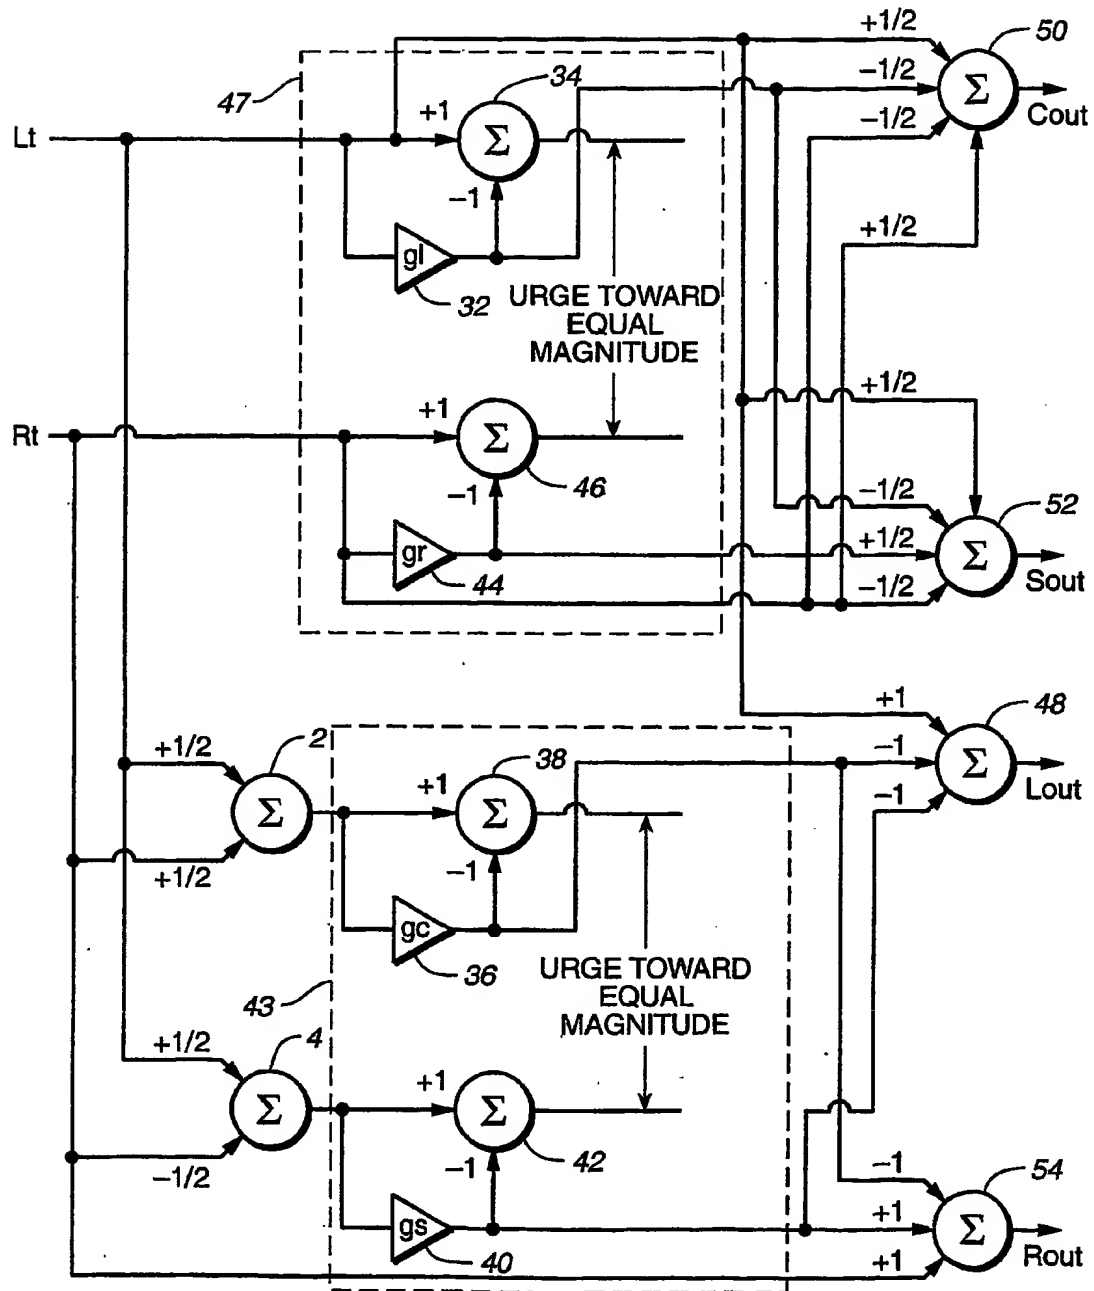 +1/2
50
34
−1/2
47
+1
Σ
Σ
Cout
Lt
−1/2
−1
gl
+1/2
32
URGE TOWARD
EQUAL
MAGNITUDE
+1/2
+1
Rt
Σ
46
−1
−1/2
52
gr
+1/2
Σ
44
−1/2
Sout
+1
48
2
+1/2
38
−1
Σ
+1
Σ
Σ
−1
Lout
+1/2
−1
gc
36
URGE TOWARD
EQUAL
MAGNITUDE
43
+1/2
4
+1
Σ
Σ
42
−1/2
−1
−1
54
gs
+1
Σ
40
+1
Rout